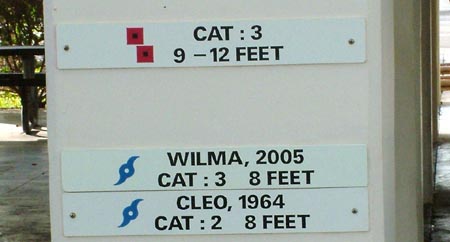 CAT : 3
9 – 12 FEET
WILMA, 2005
CAT : 3 8 FEET
CLEO, 1964
CAT : 2 8 FEET